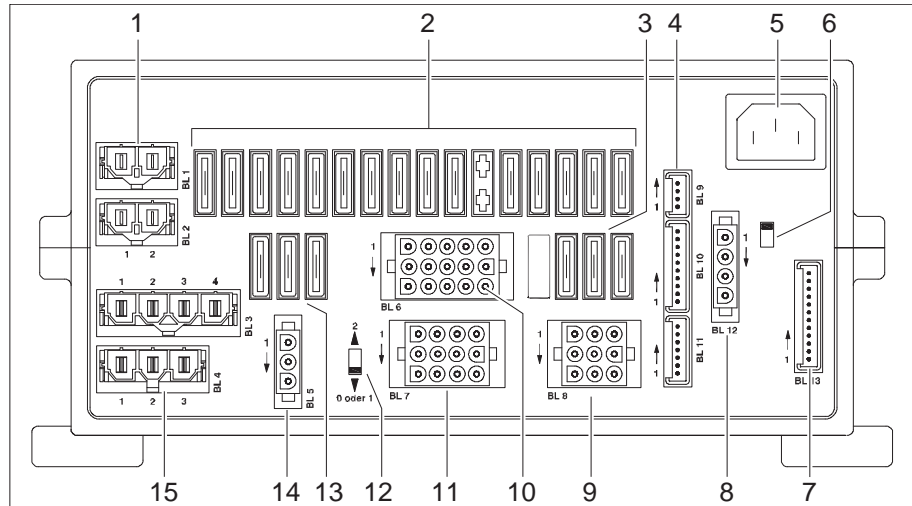 1 2 3 4 5 6
BL 1
BL 2
1 2
BL 9
1
1
BL 6
BL 10
1
1
BL 12
1 2 3 4
BL 3
1
BL 5
2
0 oder 1
1
BL 7
1
BL 8
BL 11
1
1
BL 13
BL 4
1 2 3
15 14 13 12 11 10 9 8 7